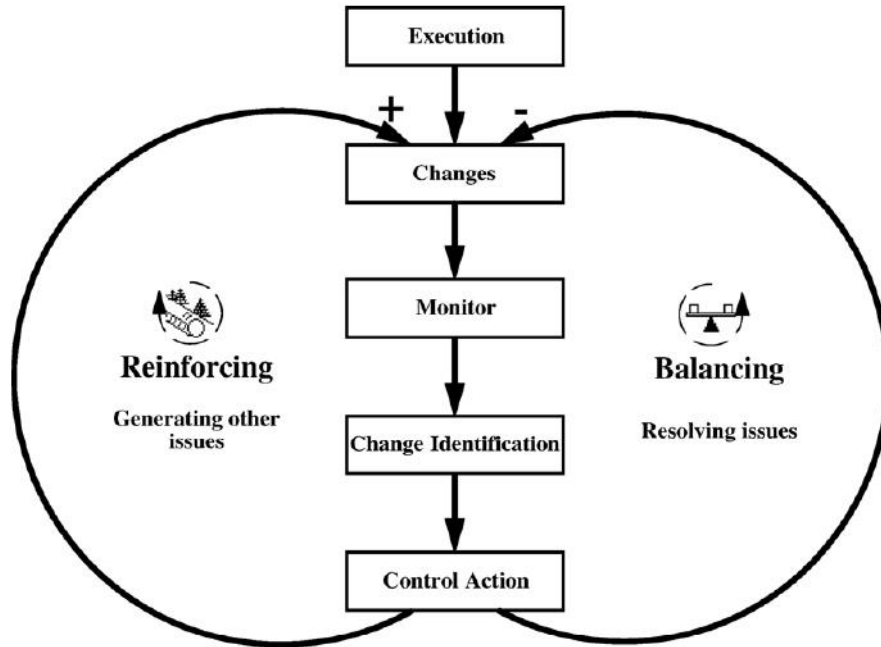 Execution
+
-
Changes
Monitor
Reinforcing
Balancing
Generating other
issues
Resolving issues
Change Identification
Control Action